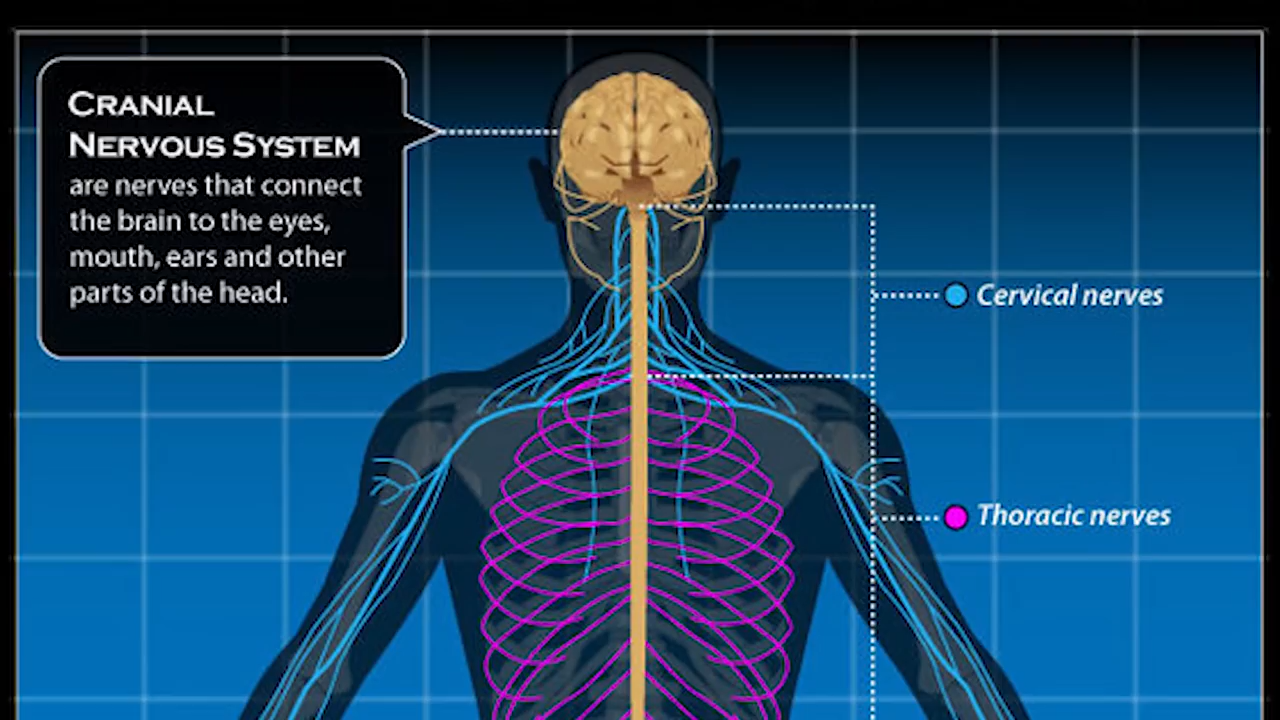 CRANIAL
NERVOUS SYSTEM
are nerves that connect
the brain to the eyes,
mouth, ears and other
parts of the head.
Cervical nerves
Thoracic nerves